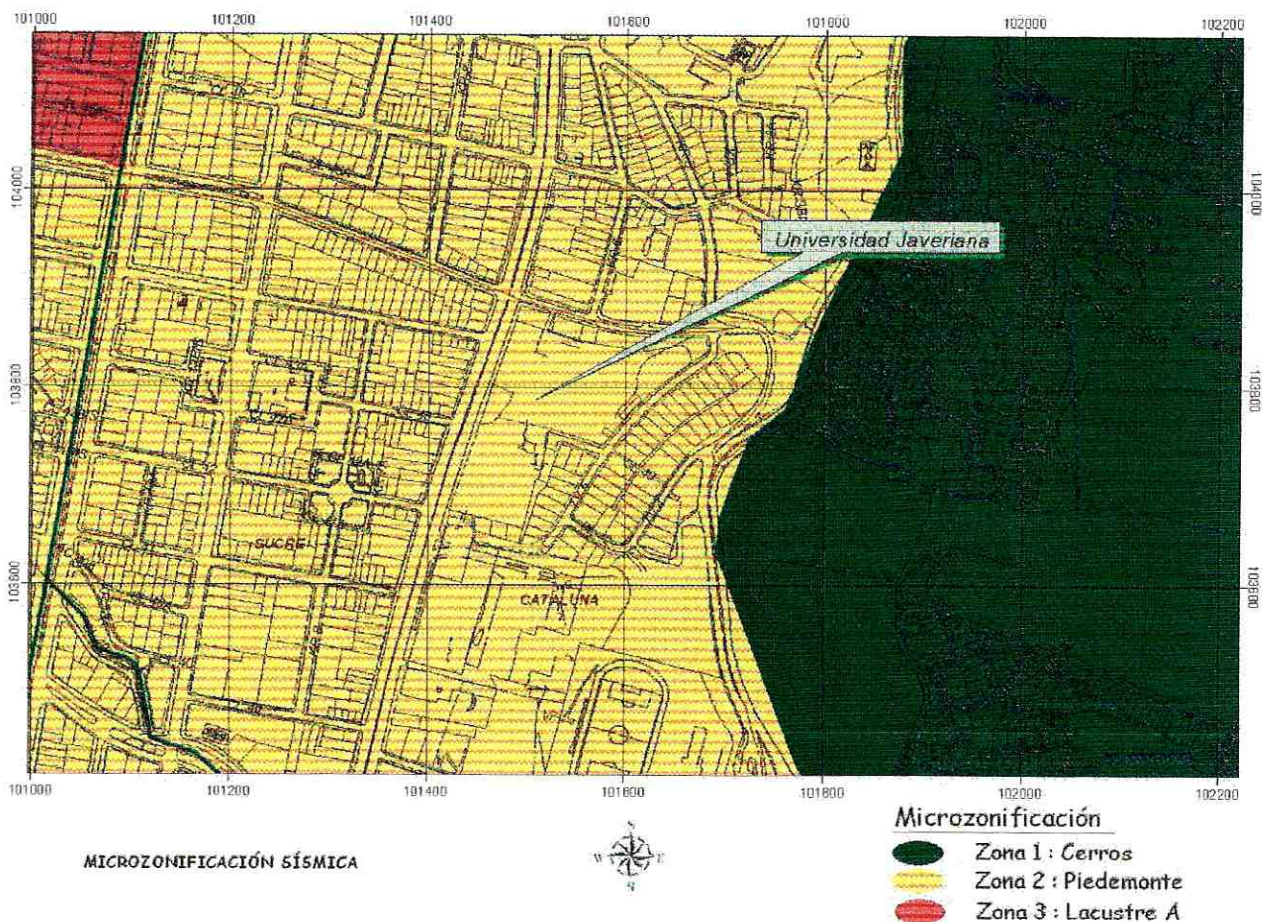 101000 101200 101400 101600 101800 102000 102200
104000 104000
Universidad Javeriana
103800 103800
SUCRE
103600 103600
CATALUNA
101000 101200 101400 101600 101800 102000 102200
MICROZONIFICACIÓN SÍSMICA
S
W E
N
Microzonificación
Zona 1 : Cerros
Zona 2 : Piedemonte
Zona 3 : Lacustre A